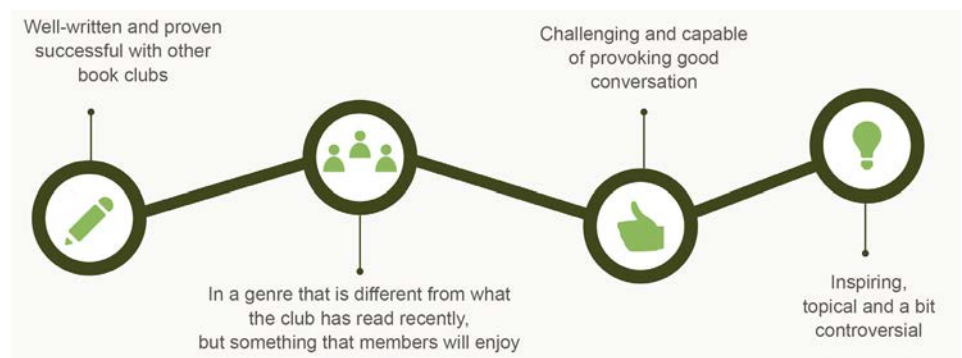 Well-written and proven
successful with other
book clubs
In a genre that is different from what
the club has read recently,
but something that members will enjoy
Challenging and capable
of provoking good
conversation
Inspiring,
topical and a bit
controversial